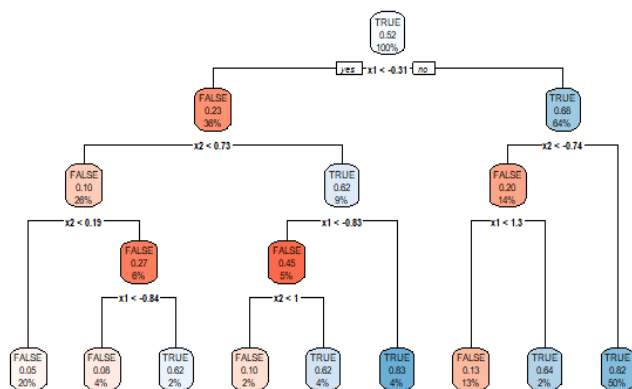 TRUE
0.52
100%
yes x1 < -0.31 no
FALSE
0.23
36%
TRUE
0.68
64%
x2 < 0.73
x2 < -0.74
FALSE
0.10
26%
TRUE
0.62
9%
FALSE
0.20
14%
x2 < 0.19
x1 < -0.83
x1 < 1.3
FALSE
0.27
6%
FALSE
0.45
5%
x1 < -0.84
x2 < 1
FALSE
0.05
20%
FALSE
0.08
4%
TRUE
0.62
2%
FALSE
0.10
2%
TRUE
0.62
4%
TRUE
0.83
4%
FALSE
0.13
13%
TRUE
0.64
2%
TRUE
0.82
50%